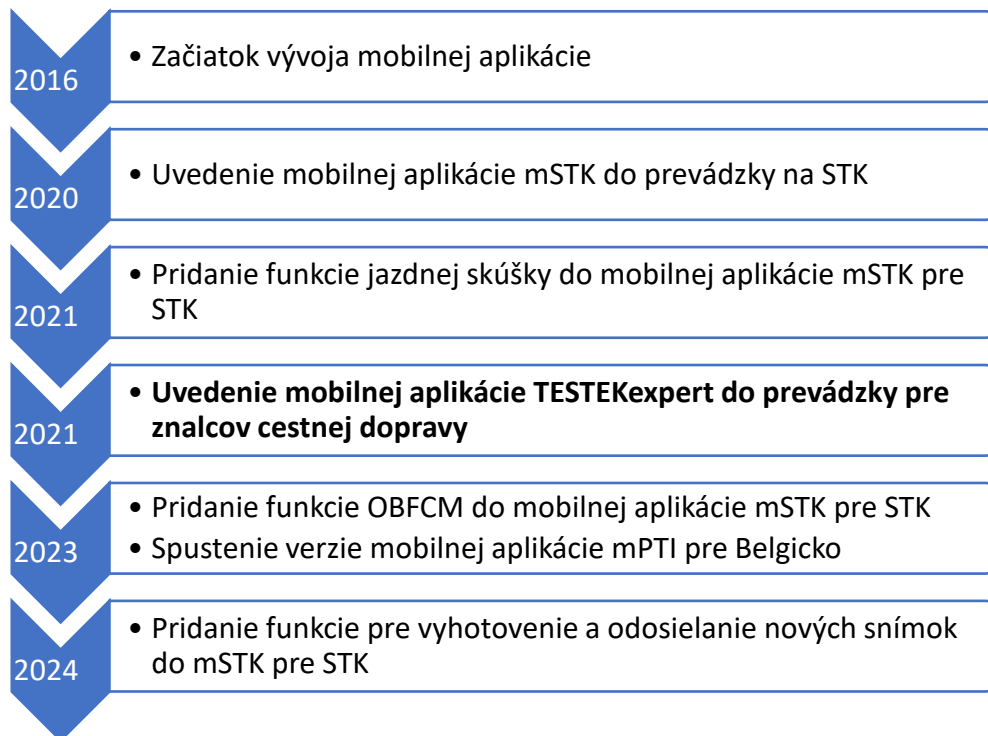 2016
• Začiatok vývoja mobilnej aplikácie
2020
• Uvedenie mobilnej aplikácie mSTK do prevádzky na STK
2021
• Pridanie funkcie jazdnej skúšky do mobilnej aplikácie mSTK pre
STK
2021
• Uvedenie mobilnej aplikácie TESTEKexpert do prevádzky pre
znalcov cestnej dopravy
2023
• Pridanie funkcie OBFCM do mobilnej aplikácie mSTK pre STK
• Spustenie verzie mobilnej aplikácie mPTI pre Belgicko
2024
• Pridanie funkcie pre vyhotovenie a odosielanie nových snímok
do mSTK pre STK